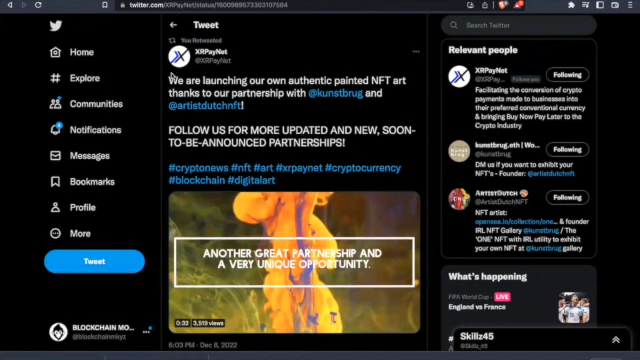 twitter.com/XRPayNet/status/1600989573303107584
Tweet
Search Twitter
You Retweeted
XRPayNet
@XRPayNet
We are launching our own authentic painted NFT art
thanks to our partnership with @kunstbrug and
@artistdutchnft!
FOLLOW US FOR MORE UPDATED AND NEW, SOON-
TO-BE-ANNOUNCED PARTNERSHIPS!
#cryptonews #nft #art #xrpaynet #cryptocurrency
#blockchain #digitalart
ANOTHER GREAT PARTNERSHIP AND
A VERY UNIQUE OPPORTUNITY.
0:32 3,519 views
6:03 PM · Dec 8, 2022
Home
Explore
Communities
Notifications
Messages
Bookmarks
Profile
More
Tweet
BLOCKCHAIN MO...
@blockchainmkyz
Relevant people
XRPayNet
@XRPayNet Follows you
Following
Facilitating the conversion of crypto
payments made to businesses into
their preferred conventional currency
& bringing Buy Now Pay Later to the
Crypto Industry
kunstbrug.eth | Wo...
@kunstbrug
Following
DM us if you want to exhibit your
NFT's - Founder: @artistdutchnft
ARTISTDUTCH
@ArtistDutchNFT
Following
NFT artist:
opensea.io/collection/one... & founder
IRL NFT Gallery @kunstbrug / The
'ONE' NFT with IRL utility to exhibit
your own NFT at @kunstbrug gallery
What's happening
FIFA World Cup · LIVE
England vs France
Skillz45
@Skillz_45